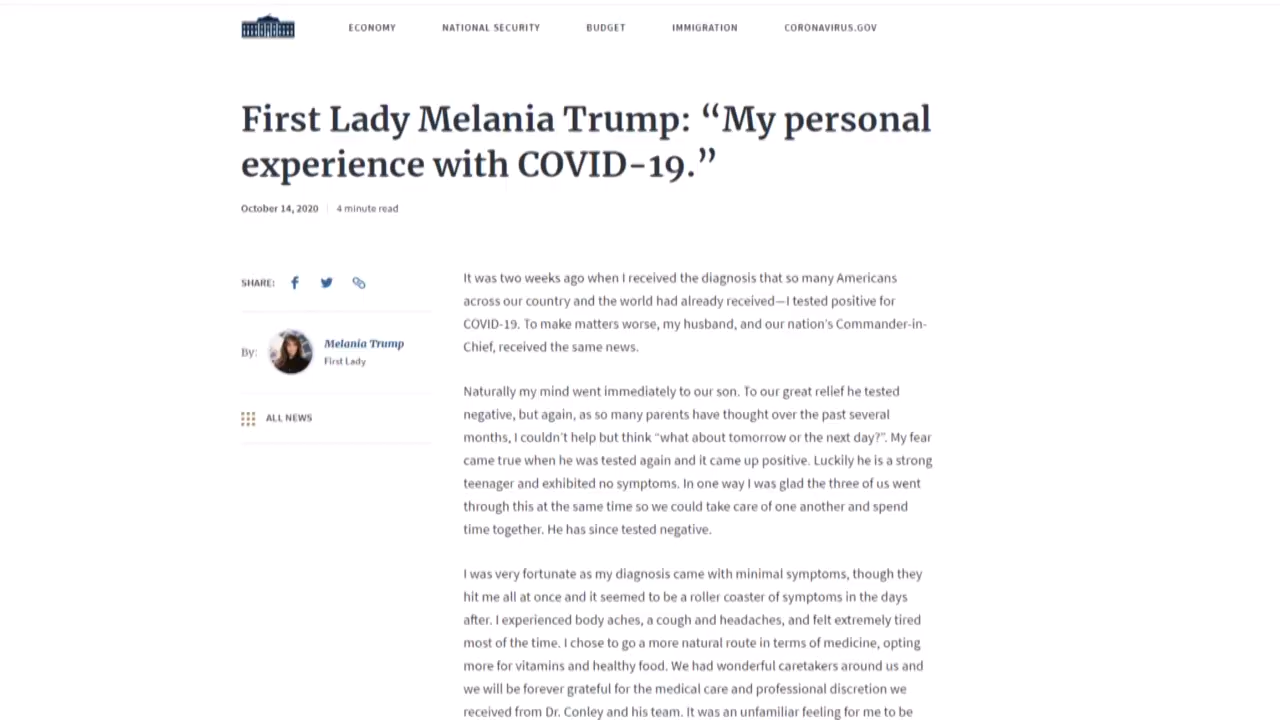 ECONOMY NATIONAL SECURITY BUDGET IMMIGRATION CORONAVIRUS.GOV
First Lady Melania Trump: “My personal
experience with COVID-19.”
October 14, 2020 | 4 minute read
SHARE:
By: Melania Trump
First Lady
ALL NEWS
It was two weeks ago when I received the diagnosis that so many Americans
across our country and the world had already received—I tested positive for
COVID-19. To make matters worse, my husband, and our nation’s Commander-in-
Chief, received the same news.
Naturally my mind went immediately to our son. To our great relief he tested
negative, but again, as so many parents have thought over the past several
months, I couldn’t help but think “what about tomorrow or the next day?”. My fear
came true when he was tested again and it came up positive. Luckily he is a strong
teenager and exhibited no symptoms. In one way I was glad the three of us went
through this at the same time so we could take care of one another and spend
time together. He has since tested negative.
I was very fortunate as my diagnosis came with minimal symptoms, though they
hit me all at once and it seemed to be a roller coaster of symptoms in the days
after. I experienced body aches, a cough and headaches, and felt extremely tired
most of the time. I chose to go a more natural route in terms of medicine, opting
more for vitamins and healthy food. We had wonderful caretakers around us and
we will be forever grateful for the medical care and professional discretion we
received from Dr. Conley and his team. It was an unfamiliar feeling for me to be